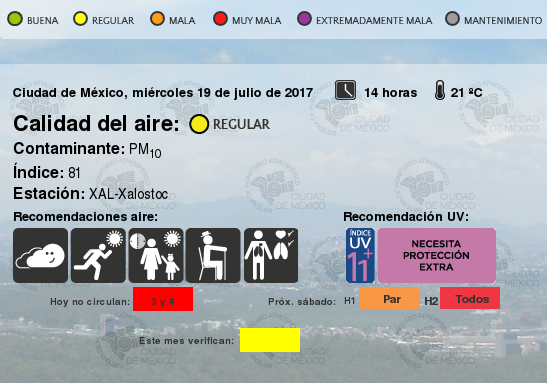 BUENA REGULAR MALA MUY MALA EXTREMADAMENTE MALA MANTENIMIENTO
Ciudad de México, miércoles 19 de julio de 2017 14 horas 21 ºC
Calidad del aire: REGULAR
Contaminante: PM10
Índice: 81
Estación: XAL-Xalostoc
Recomendaciones aire: Recomendación UV:
ÍNDICE
UV
11+
NECESITA
PROTECCIÓN
EXTRA
Hoy no circulan: 3 y 4 Próx. sábado: H1 Par H2 Todos
Este mes verifican:
CIUDAD
DE MÉXICO